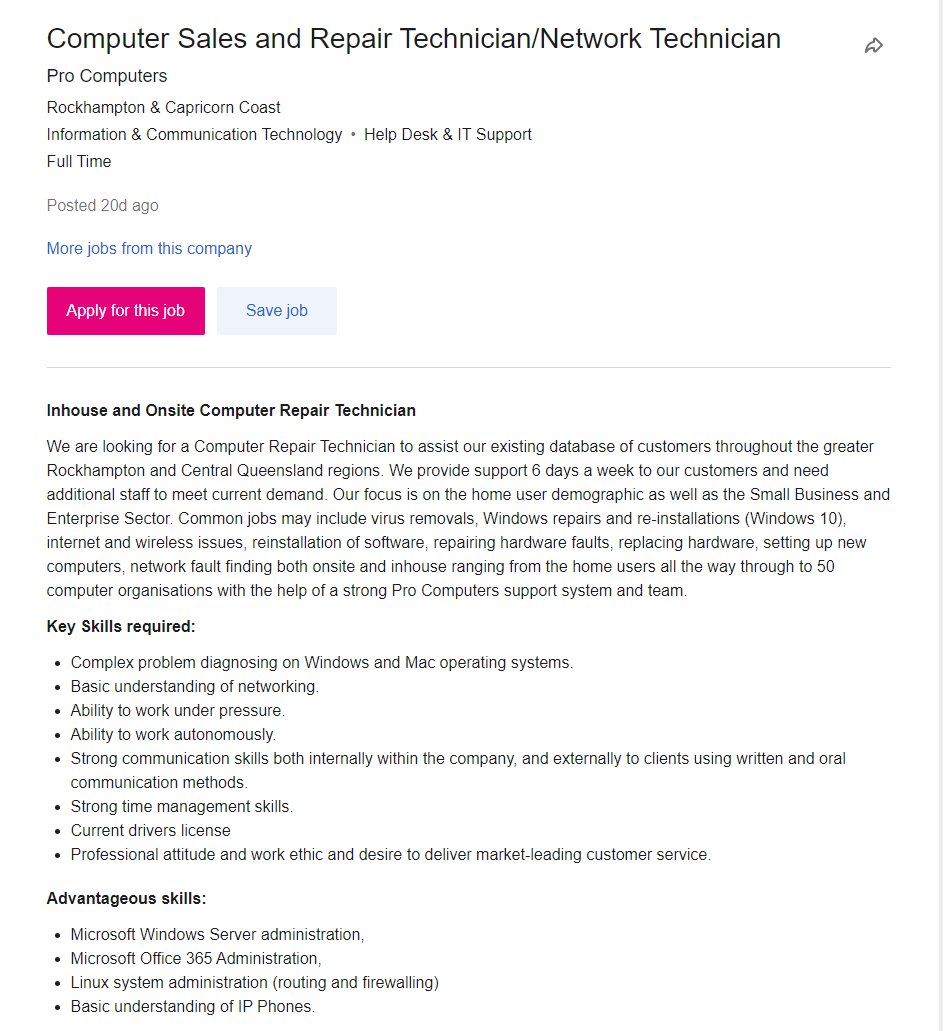 Computer Sales and Repair Technician/Network Technician
Pro Computers
Rockhampton & Capricorn Coast
Information & Communication Technology • Help Desk & IT Support
Full Time
Posted 20d ago
More jobs from this company
Apply for this job
Save job
Inhouse and Onsite Computer Repair Technician
We are looking for a Computer Repair Technician to assist our existing database of customers throughout the greater
Rockhampton and Central Queensland regions. We provide support 6 days a week to our customers and need
additional staff to meet current demand. Our focus is on the home user demographic as well as the Small Business and
Enterprise Sector. Common jobs may include virus removals, Windows repairs and re-installations (Windows 10),
internet and wireless issues, reinstallation of software, repairing hardware faults, replacing hardware, setting up new
computers, network fault finding both onsite and inhouse ranging from the home users all the way through to 50
computer organisations with the help of a strong Pro Computers support system and team.
Key Skills required:
• Complex problem diagnosing on Windows and Mac operating systems.
• Basic understanding of networking.
• Ability to work under pressure.
• Ability to work autonomously.
• Strong communication skills both internally within the company, and externally to clients using written and oral
communication methods.
• Strong time management skills.
• Current drivers license
• Professional attitude and work ethic and desire to deliver market-leading customer service.
Advantageous skills:
• Microsoft Windows Server administration,
• Microsoft Office 365 Administration,
• Linux system administration (routing and firewalling)
• Basic understanding of IP Phones.